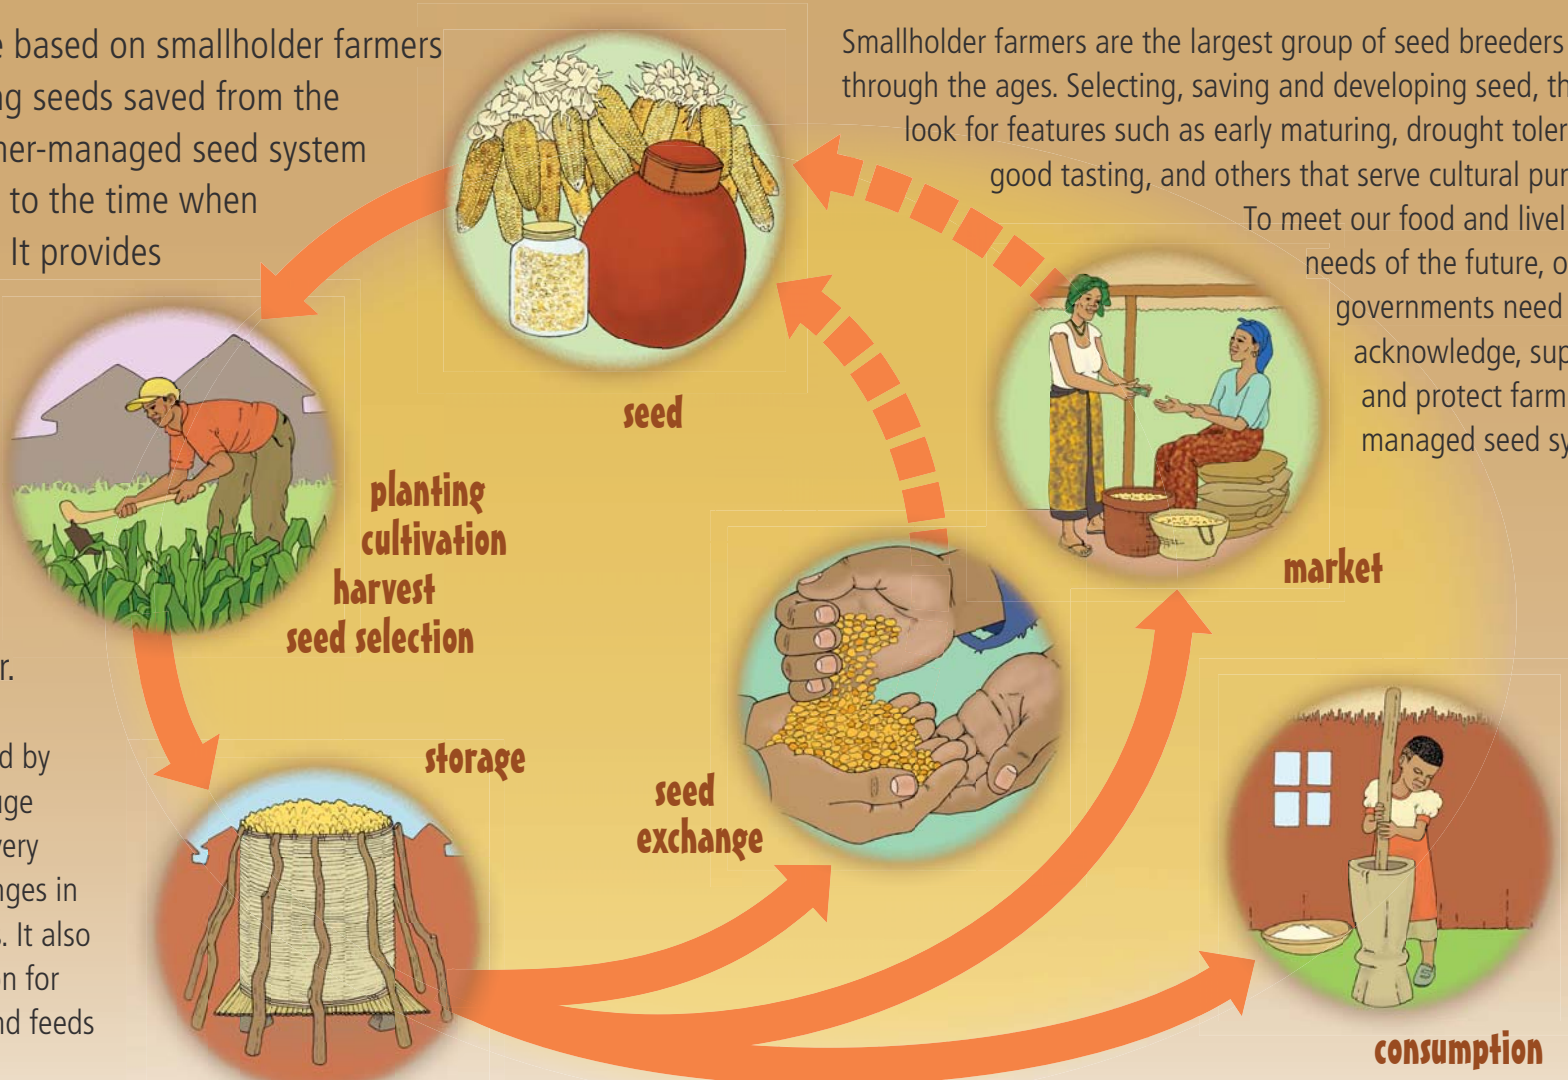 e based on smallholder farmers
ng seeds saved from the
ner-managed seed system
to the time when
It provides
r.
d by
ge
very
nges in
s. It also
n for
nd feeds
Smallholder farmers are the largest group of seed breeders
through the ages. Selecting, saving and developing seed, th
look for features such as early maturing, drought toler
good tasting, and others that serve cultural pur
To meet our food and livel
needs of the future, o
governments need
acknowledge, sup
and protect farm
managed seed sy
seed
planting
cultivation
harvest
seed selection
storage
seed
exchange
market
consumption